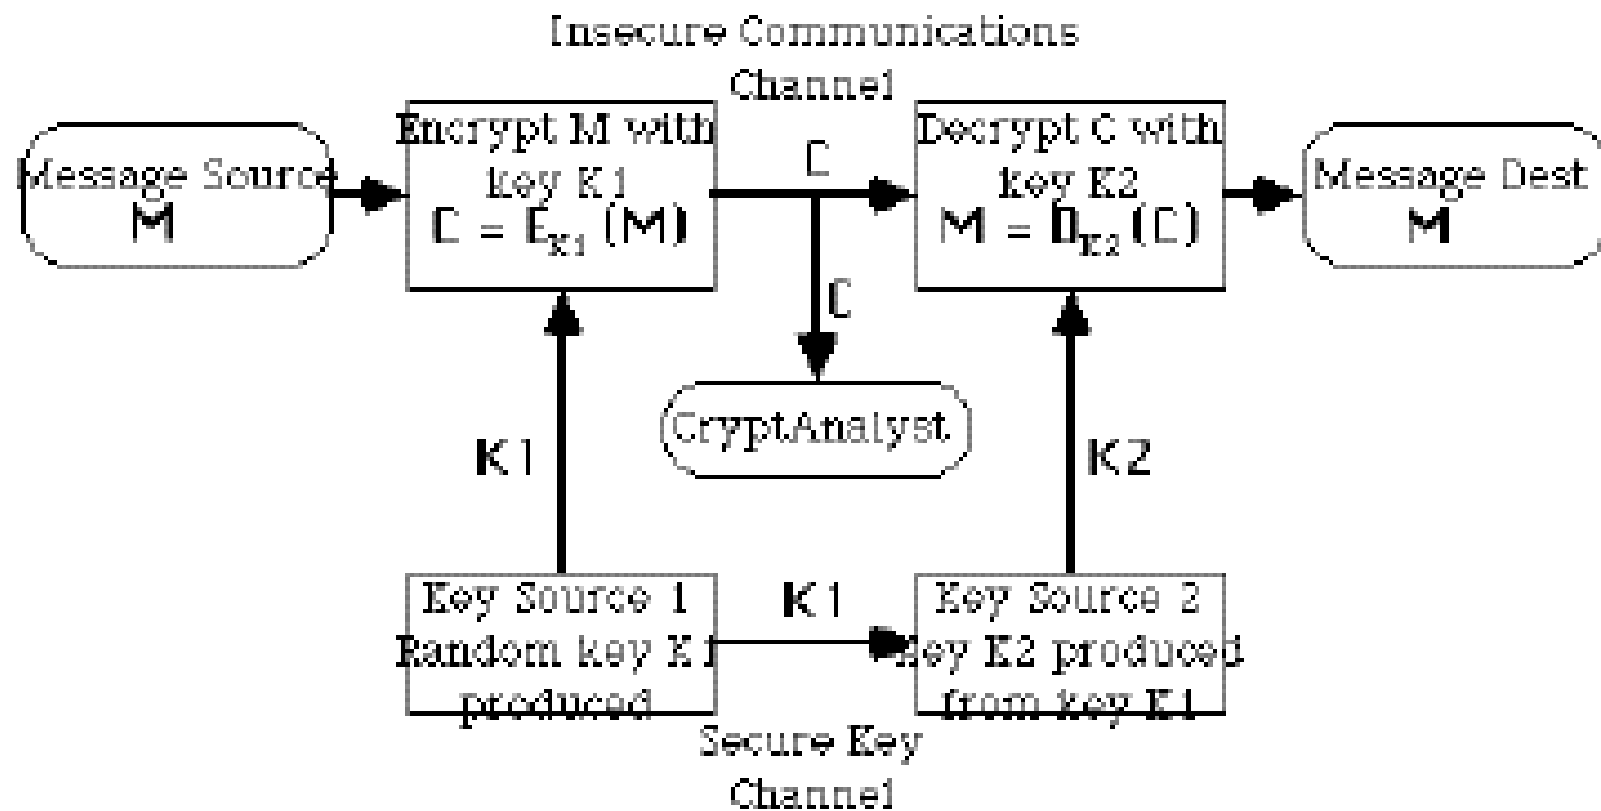 Insecure Communications
Channel
Message Source
M
Encrypt M with
key K1
C = E_K1 (M)
C
C
Decrypt C with
key K2
M = D_K2 (C)
Message Dest
M
CryptAnalyst
K1
K2
Key Source 1
Random key K1
produced
K1
Key Source 2
Key K2 produced
from key K1
Secure Key
Channel